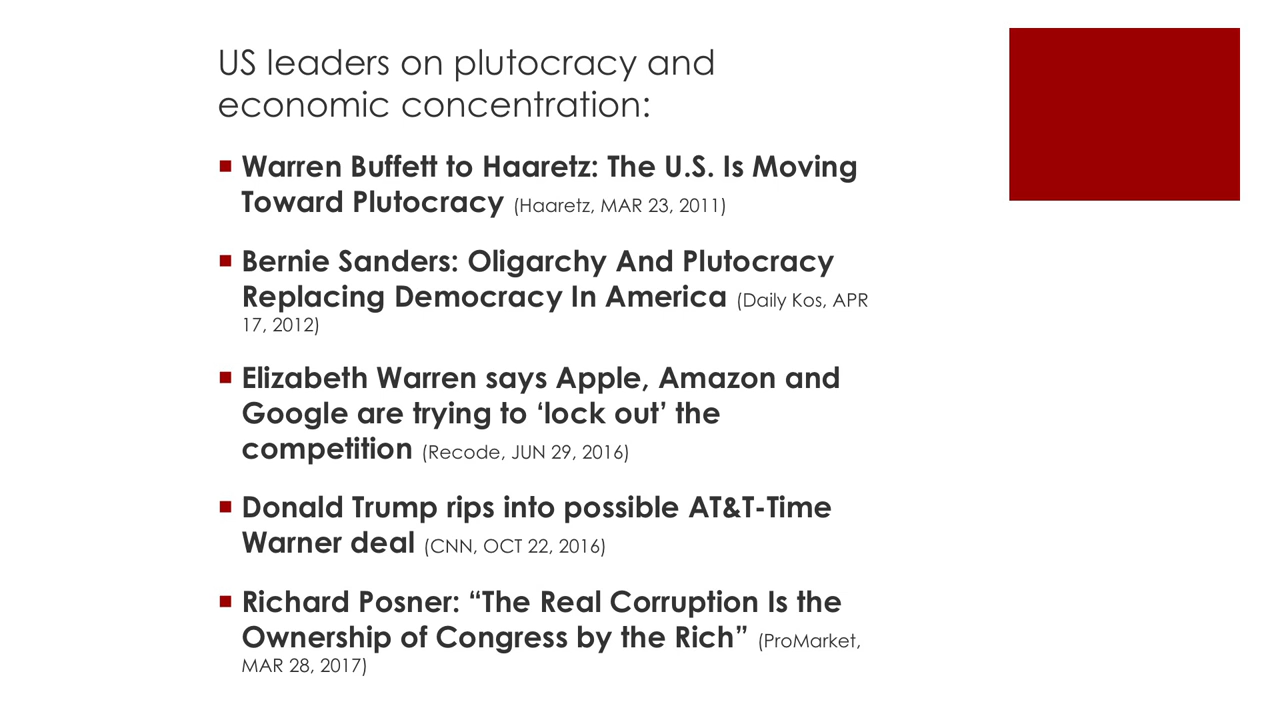 US leaders on plutocracy and
economic concentration:
▪ Warren Buffett to Haaretz: The U.S. Is Moving
Toward Plutocracy (Haaretz, MAR 23, 2011)
▪ Bernie Sanders: Oligarchy And Plutocracy
Replacing Democracy In America (Daily Kos, APR
17, 2012)
▪ Elizabeth Warren says Apple, Amazon and
Google are trying to ‘lock out’ the
competition (Recode, JUN 29, 2016)
▪ Donald Trump rips into possible AT&T-Time
Warner deal (CNN, OCT 22, 2016)
▪ Richard Posner: “The Real Corruption Is the
Ownership of Congress by the Rich” (ProMarket,
MAR 28, 2017)